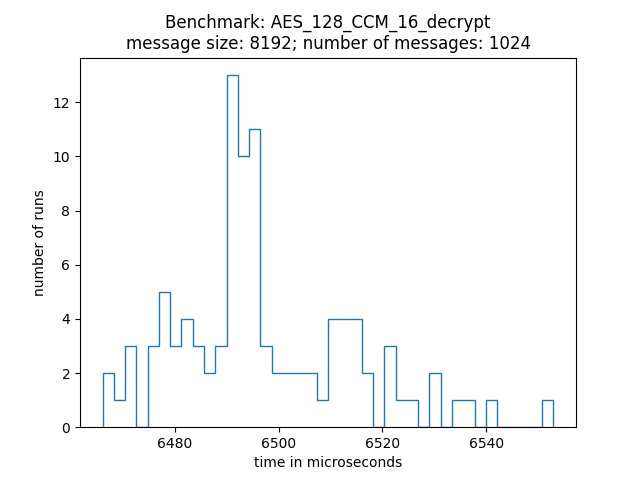 Benchmark: AES_128_CCM_16_decrypt
message size: 8192; number of messages: 1024
number of runs
12
10
8
6
4
2
0
6480 6500 6520 6540
time in microseconds